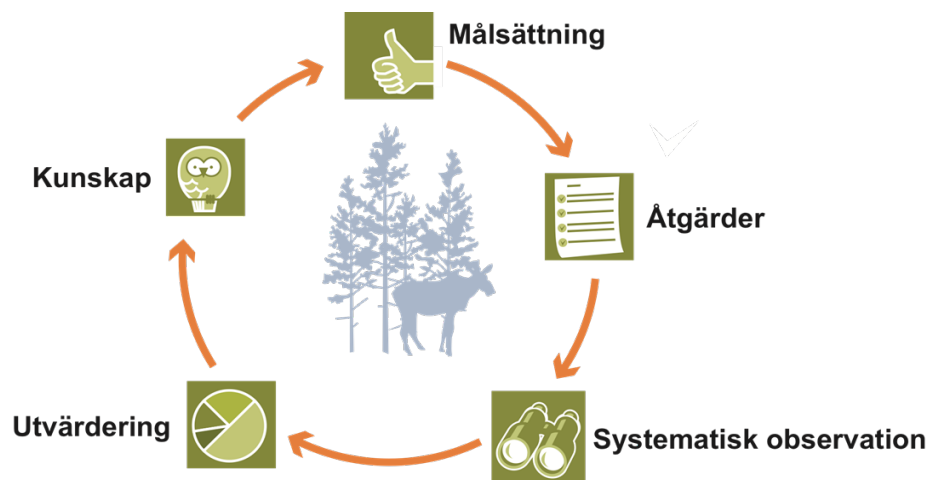 Målsättning
Åtgärder
Systematisk observation
Utvärdering
Kunskap